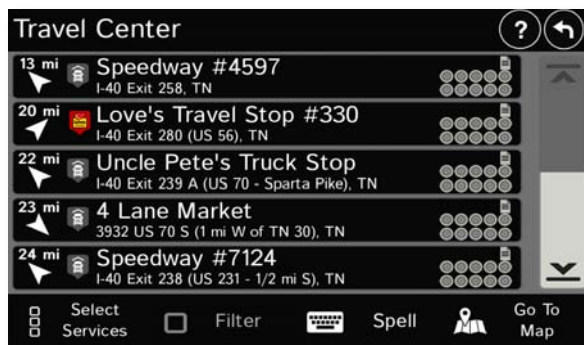 Travel Center
?
13 mi
Speedway #4597
I-40 Exit 258, TN
20 mi
Love's Travel Stop #330
I-40 Exit 280 (US 56), TN
22 mi
Uncle Pete's Truck Stop
I-40 Exit 239 A (US 70 - Sparta Pike), TN
23 mi
4 Lane Market
3932 US 70 S (1 mi W of TN 30), TN
24 mi
Speedway #7124
I-40 Exit 238 (US 231 - 1/2 mi S), TN
Select
Services
Filter
Spell
Go To
Map